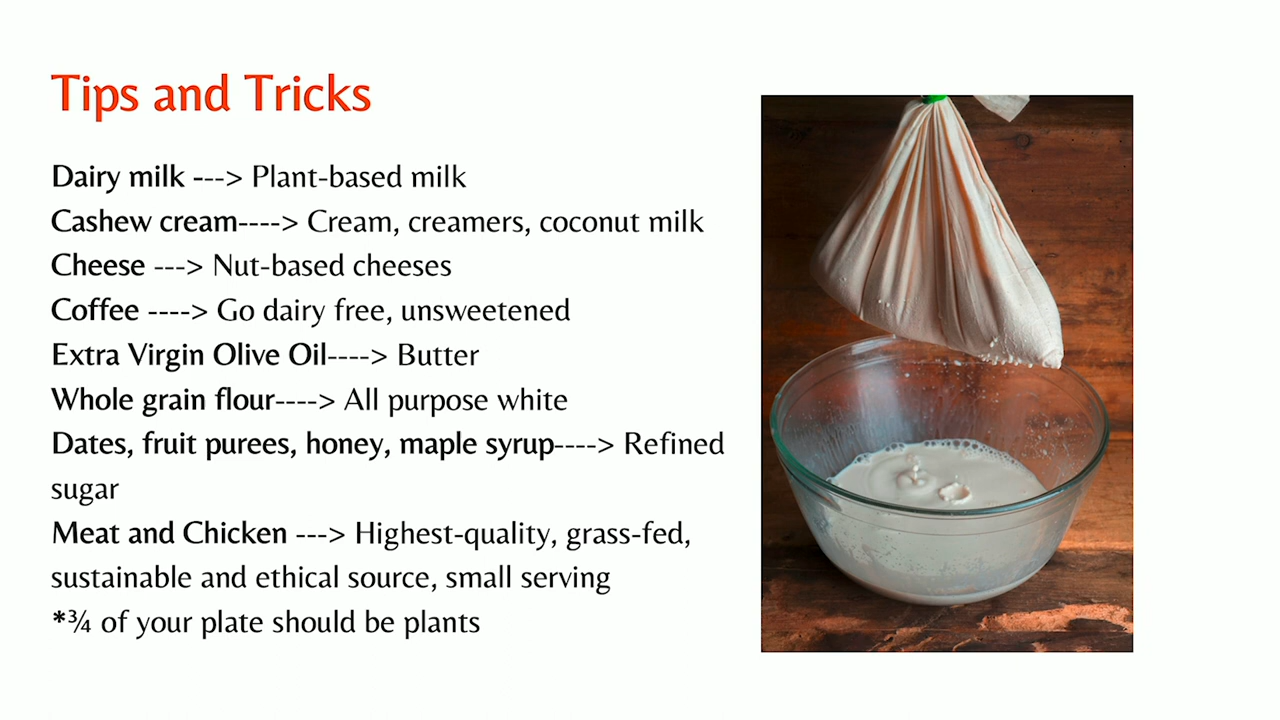 Tips and Tricks
Dairy milk ---> Plant-based milk
Cashew cream----> Cream, creamers, coconut milk
Cheese ---> Nut-based cheeses
Coffee ----> Go dairy free, unsweetened
Extra Virgin Olive Oil----> Butter
Whole grain flour----> All purpose white
Dates, fruit purees, honey, maple syrup----> Refined
sugar
Meat and Chicken ---> Highest-quality, grass-fed,
sustainable and ethical source, small serving
*¾ of your plate should be plants